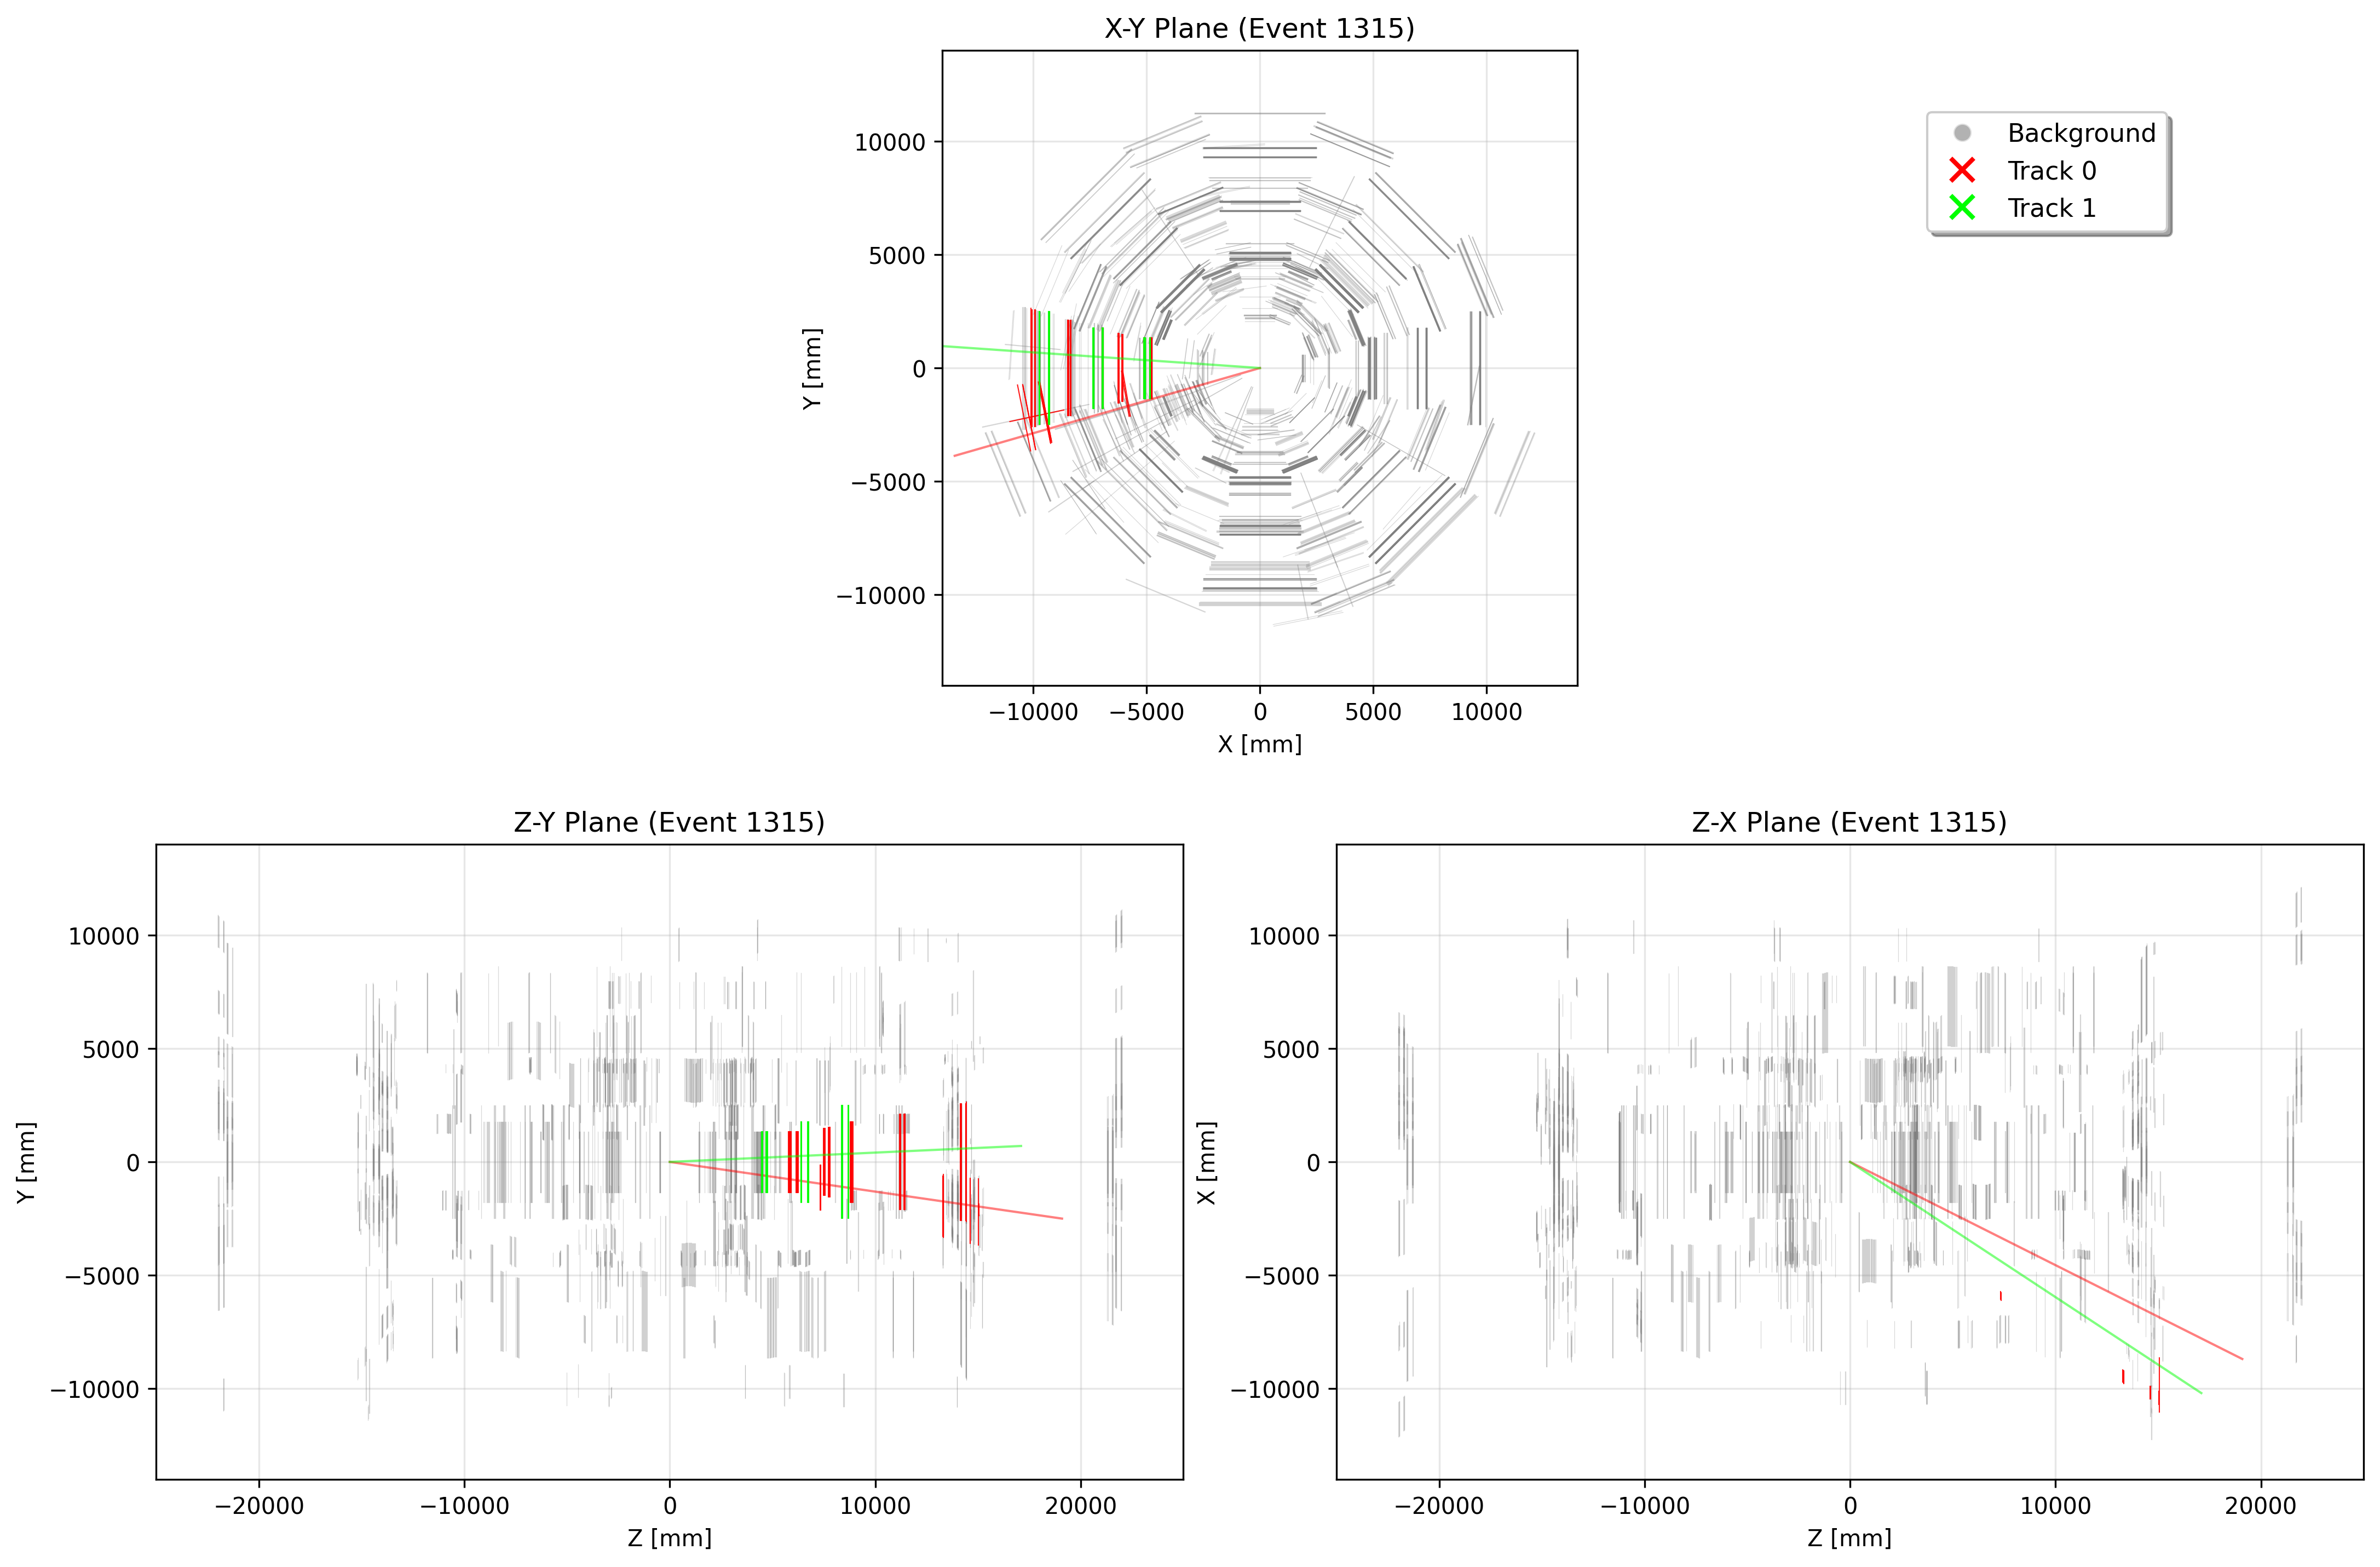 X-Y Plane (Event 1315)
10000
5000
0
−5000
−10000
Y [mm]
−10000 −5000 0 5000 10000
X [mm]
Background
Track 0
Track 1
Z-Y Plane (Event 1315)
10000
5000
0
−5000
−10000
Y [mm]
−20000 −10000 0 10000 20000
Z [mm]
Z-X Plane (Event 1315)
10000
5000
0
−5000
−10000
X [mm]
−20000 −10000 0 10000 20000
Z [mm]